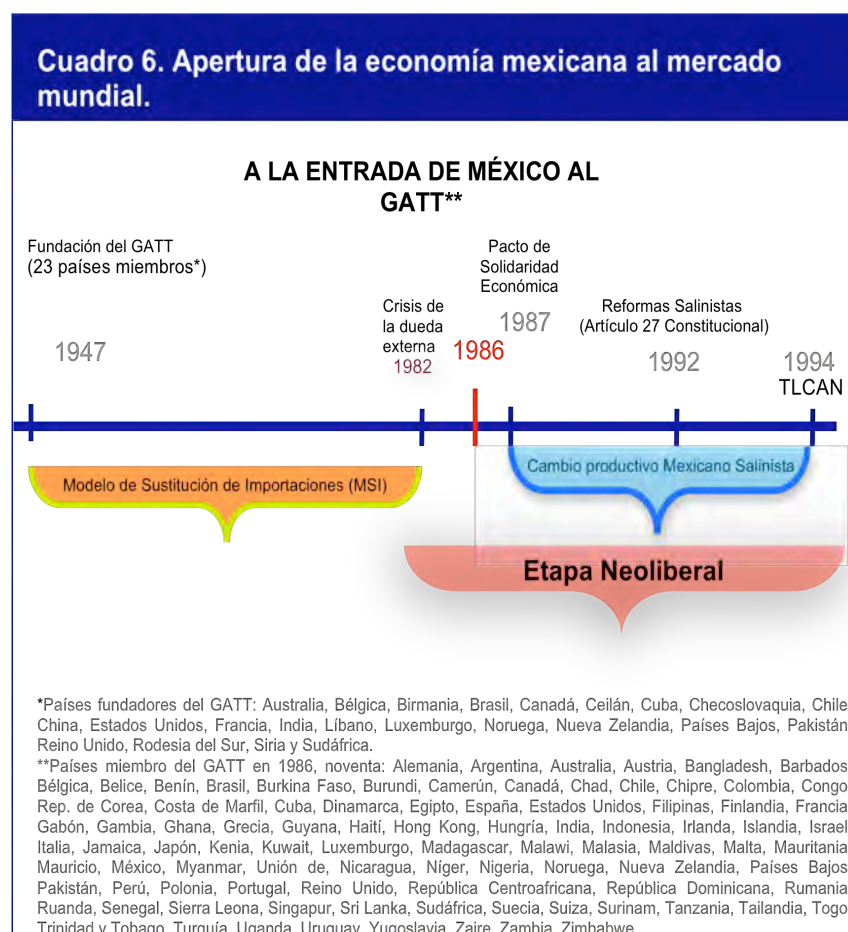 Cuadro 6. Apertura de la economía mexicana al mercado
mundial.
A LA ENTRADA DE MÉXICO AL
GATT**
Fundación del GATT
(23 países miembros*)
1947
Crisis de
la dueda
externa
1982
1986
Pacto de
Solidaridad
Económica
1987
Reformas Salinistas
(Artículo 27 Constitucional)
1992
1994
TLCAN
Modelo de Sustitución de Importaciones (MSI)
Cambio productivo Mexicano Salinista
Etapa Neoliberal
*Países fundadores del GATT: Australia, Bélgica, Birmania, Brasil, Canadá, Ceilán, Cuba, Checoslovaquia, Chile
China, Estados Unidos, Francia, India, Líbano, Luxemburgo, Noruega, Nueva Zelandia, Países Bajos, Pakistán
Reino Unido, Rodesia del Sur, Siria y Sudáfrica.
**Países miembro del GATT en 1986, noventa: Alemania, Argentina, Australia, Austria, Bangladesh, Barbados
Bélgica, Belice, Benín, Brasil, Burkina Faso, Burundi, Camerún, Canadá, Chad, Chile, Chipre, Colombia, Congo
Rep. de Corea, Costa de Marfil, Cuba, Dinamarca, Egipto, España, Estados Unidos, Filipinas, Finlandia, Francia
Gabón, Gambia, Ghana, Grecia, Guyana, Haití, Hong Kong, Hungría, India, Indonesia, Irlanda, Islandia, Israel
Italia, Jamaica, Japón, Kenia, Kuwait, Luxemburgo, Madagascar, Malawi, Malasia, Maldivas, Malta, Mauritania
Mauricio, México, Myanmar, Unión de, Nicaragua, Níger, Nigeria, Noruega, Nueva Zelandia, Países Bajos
Pakistán, Perú, Polonia, Portugal, Reino Unido, República Centroafricana, República Dominicana, Rumania
Ruanda, Senegal, Sierra Leona, Singapur, Sri Lanka, Sudáfrica, Suecia, Suiza, Surinam, Tanzania, Tailandia, Togo
Trinidad y Tobago, Turquía, Uganda, Uruguay, Yugoslavia, Zaire, Zambia, Zimbabwe